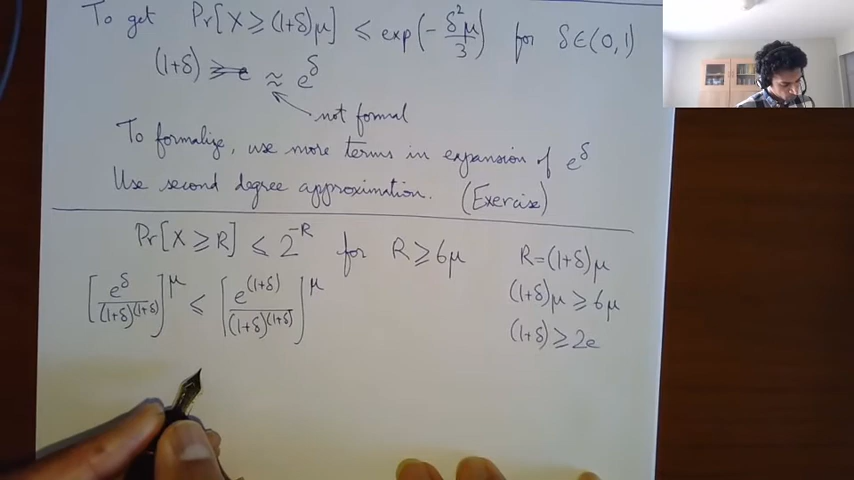 To get Pr[X ≥ (1+δ)μ] ≤ exp(-δ²μ/3) for δ∈(0,1)
(1+δ) ≈ e^δ
not formal
To formalize, use more terms in expansion of e^δ
Use second degree approximation. (Exercise)
Pr[X ≥ R] ≤ 2^{-R} for R ≥ 6μ
R = (1+δ)μ
[e^δ/(1+δ)^{(1+δ)}]^μ ≤ [e^{(1+δ)}/(1+δ)^{(1+δ)}]^μ
(1+δ)μ ≥ 6μ
(1+δ) ≥ 2e